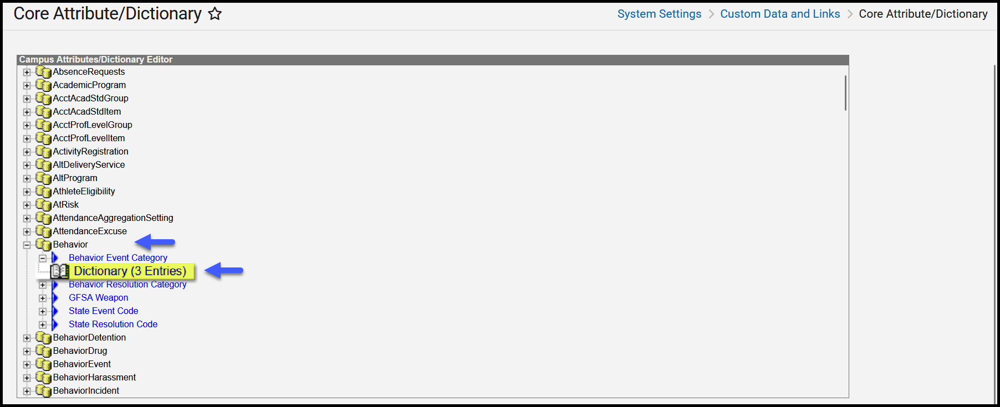 Core Attribute/Dictionary
System Settings > Custom Data and Links > Core Attribute/Dictionary
Campus Attributes/Dictionary Editor
AbsenceRequests
AcademicProgram
AcctAcadStdGroup
AcctAcadStdItem
AcctProfLevelGroup
AcctProfLevelItem
ActivityRegistration
AltDeliveryService
AltProgram
AthleteEligibility
AtRisk
AttendanceAggregationSetting
AttendanceExcuse
Behavior
Behavior Event Category
Dictionary (3 Entries)
Behavior Resolution Category
GFSA Weapon
State Event Code
State Resolution Code
BehaviorDetention
BehaviorDrug
BehaviorEvent
BehaviorHarassment
BehaviorIncident